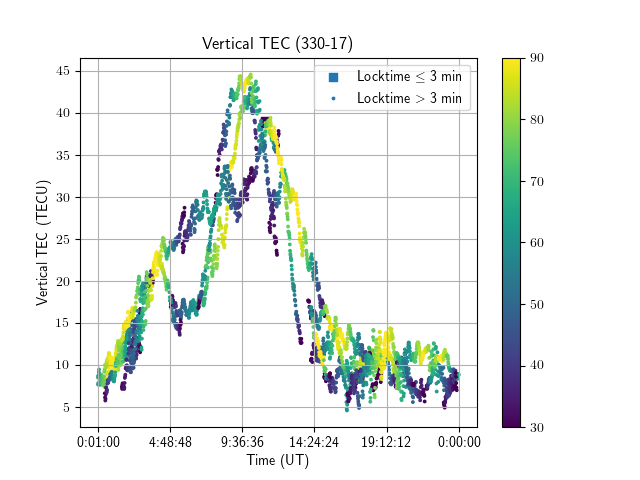 Vertical TEC (330-17)
Locktime ≤ 3 min
Locktime > 3 min
Vertical TEC (TECU)
45
40
35
30
25
20
15
10
5
0:01:00 4:48:48 9:36:36 14:24:24 19:12:12 0:00:00
Time (UT)
90
80
70
60
50
40
30